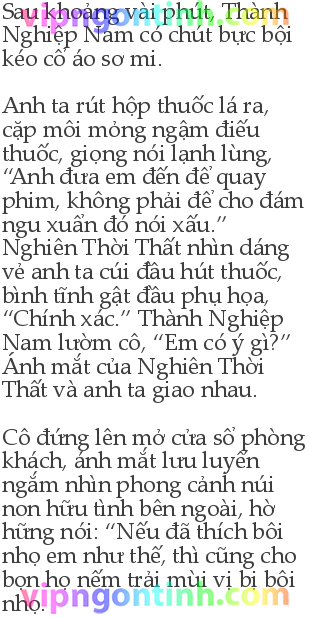 Sau khoảng vài phút, Thành
vipngontinh.com
Nghiệp Nam có chút bực bội
kéo cổ áo sơ mi.
Anh ta rút hộp thuốc lá ra,
cặp môi mỏng ngậm điếu
thuốc, giọng nói lạnh lùng,
“Anh đưa em đến để quay
phim, không phải để cho đám
ngu xuẩn đó nói xấu.”
Nghiên Thời Thất nhìn dáng
vẻ anh ta cúi đầu hút thuốc,
bình tĩnh gật đầu phụ họa,
“Chính xác.” Thành Nghiệp
Nam lườm cô, “Em có ý gì?”
Ánh mắt của Nghiên Thời
Thất và anh ta giao nhau.
Cô đứng lên mở cửa sổ phòng
khách, ánh mắt lưu luyến
ngắm nhìn phong cảnh núi
non hữu tình bên ngoài, hờ
hững nói: “Nếu đã thích bôi
nhọ em như thế, thì cũng cho
bọn họ nếm trải mùi vị bị bôi
vipngontinh.com
nhọ.